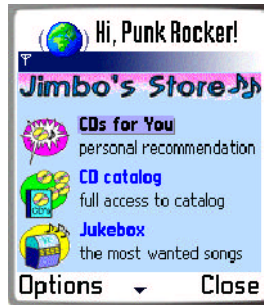 Hi, Punk Rocker!
Jimbo's Store
CDs for You
personal recommendation
CD catalog
full access to catalog
Jukebox
the most wanted songs
Options Close